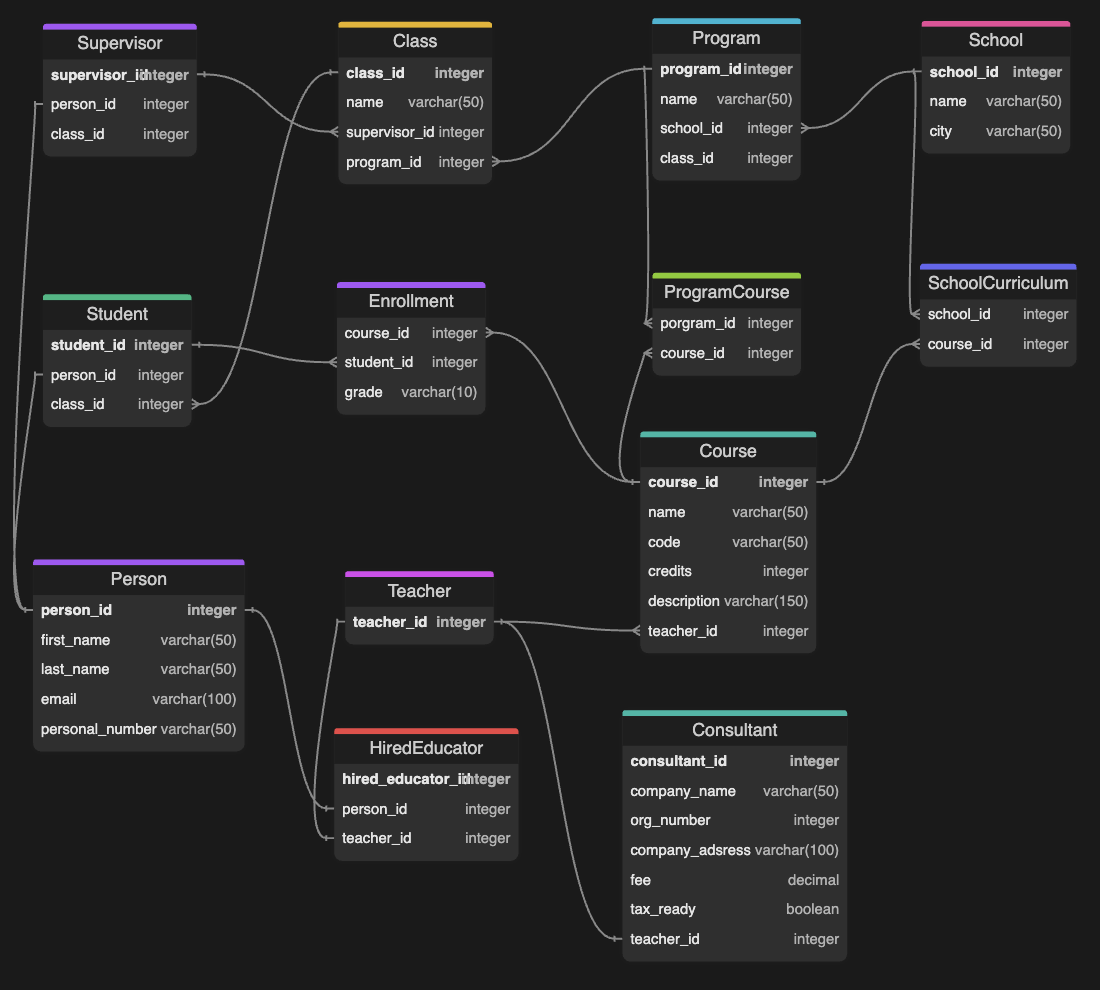 Supervisor
supervisor_id integer
person_id integer
class_id integer
Class
class_id integer
name varchar(50)
supervisor_id integer
program_id integer
Program
program_id integer
name varchar(50)
school_id integer
class_id integer
School
school_id integer
name varchar(50)
city varchar(50)
Student
student_id integer
person_id integer
class_id integer
Enrollment
course_id integer
student_id integer
grade varchar(10)
ProgramCourse
porgram_id integer
course_id integer
SchoolCurriculum
school_id integer
course_id integer
Course
course_id integer
name varchar(50)
code varchar(50)
credits integer
description varchar(150)
teacher_id integer
Person
person_id integer
first_name varchar(50)
last_name varchar(50)
email varchar(100)
personal_number varchar(50)
Teacher
teacher_id integer
HiredEducator
hired_educator_id integer
person_id integer
teacher_id integer
Consultant
consultant_id integer
company_name varchar(50)
org_number integer
company_adsress varchar(100)
fee decimal
tax_ready boolean
teacher_id integer